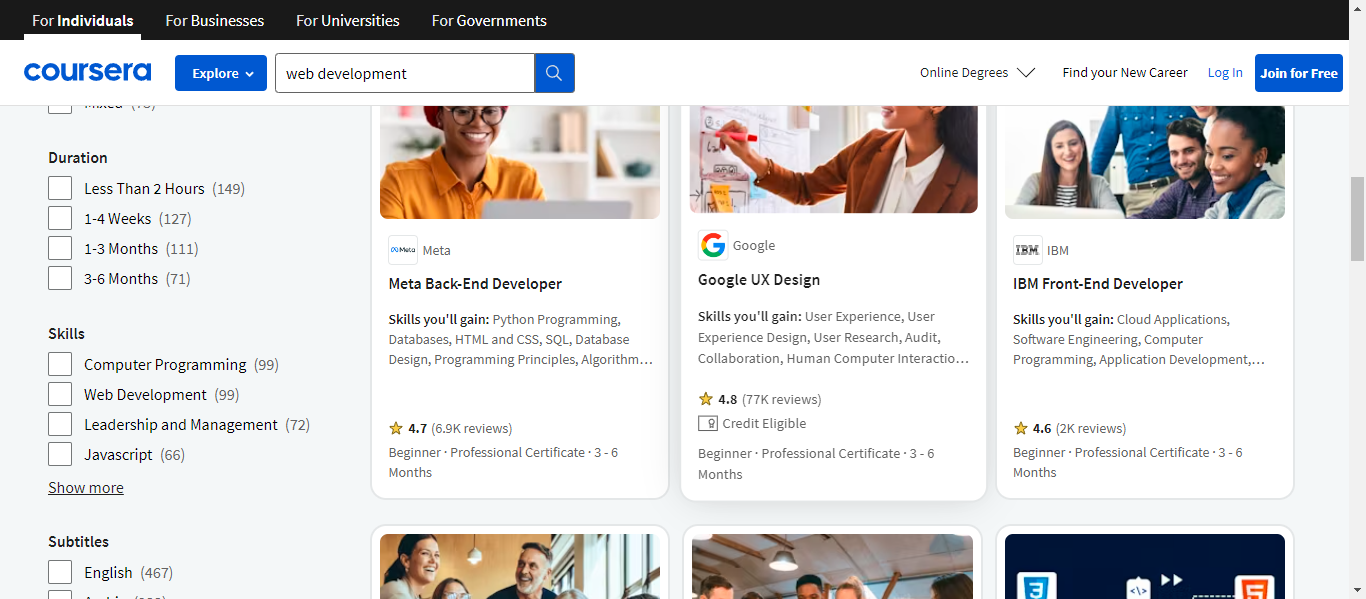 For Individuals
For Businesses
For Universities
For Governments
coursera
Explore
web development
Online Degrees
Find your New Career
Log In
Join for Free
Duration
Less Than 2 Hours (149)
1-4 Weeks (127)
1-3 Months (111)
3-6 Months (71)
Skills
Computer Programming (99)
Web Development (99)
Leadership and Management (72)
Javascript (66)
Show more
Subtitles
English (467)
Meta
Meta
Meta Back-End Developer
Skills you'll gain: Python Programming,
Databases, HTML and CSS, SQL, Database
Design, Programming Principles, Algorithm…
4.7 (6.9K reviews)
Beginner · Professional Certificate · 3 - 6
Months
Google
Google UX Design
Skills you'll gain: User Experience, User
Experience Design, User Research, Audit,
Collaboration, Human Computer Interactio…
4.8 (77K reviews)
Credit Eligible
Beginner · Professional Certificate · 3 - 6
Months
IBM
IBM
IBM Front-End Developer
Skills you'll gain: Cloud Applications,
Software Engineering, Computer
Programming, Application Development,…
4.6 (2K reviews)
Beginner · Professional Certificate · 3 - 6
Months